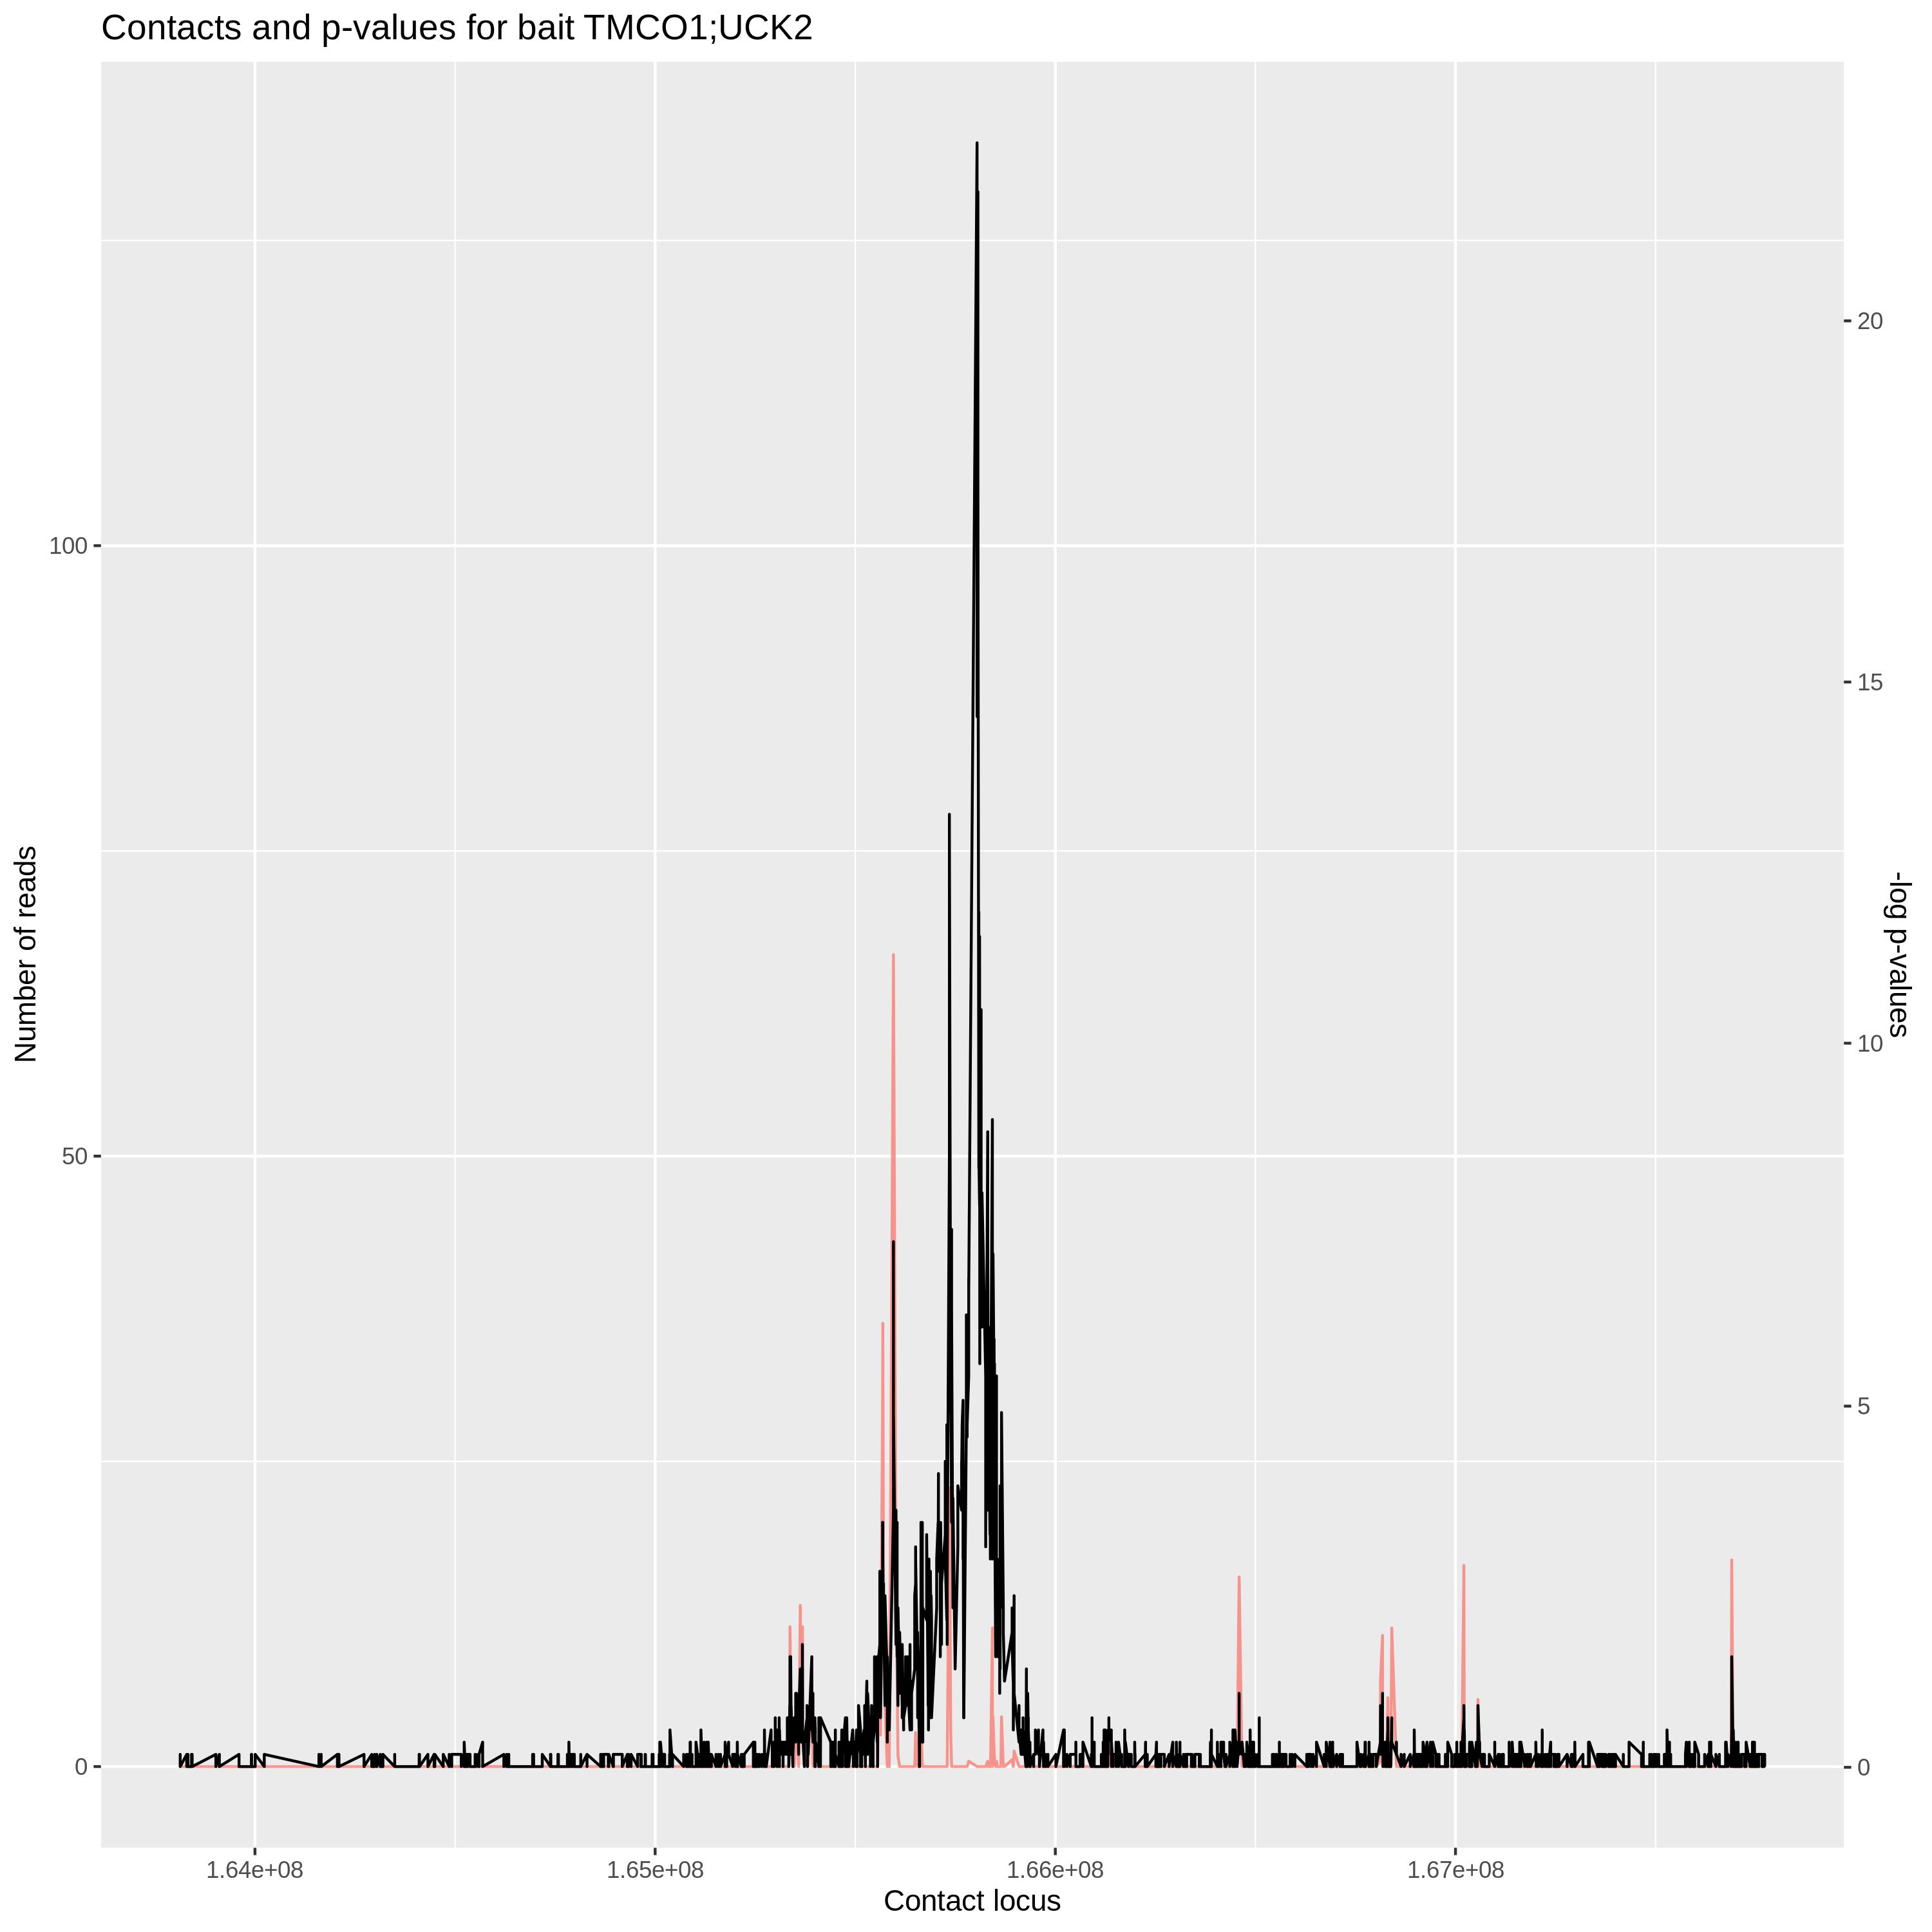 Contacts and p-values for bait TMCO1;UCK2
Number of reads
100
50
0
20
15
10
5
0
-log p-values
1.64e+08 1.65e+08 1.66e+08 1.67e+08
Contact locus